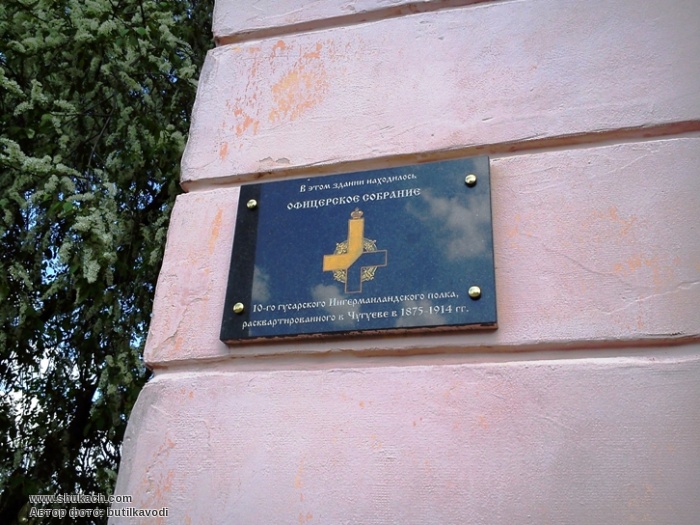 В этом здании находилось
ОФИЦЕРСКОЕ СОБРАНИЕ
10-го гусарского Ингерманландского полка,
расквартированного в Чугуеве в 1875-1914 гг.
www.shukach.com
Автор фото: butilkavodi